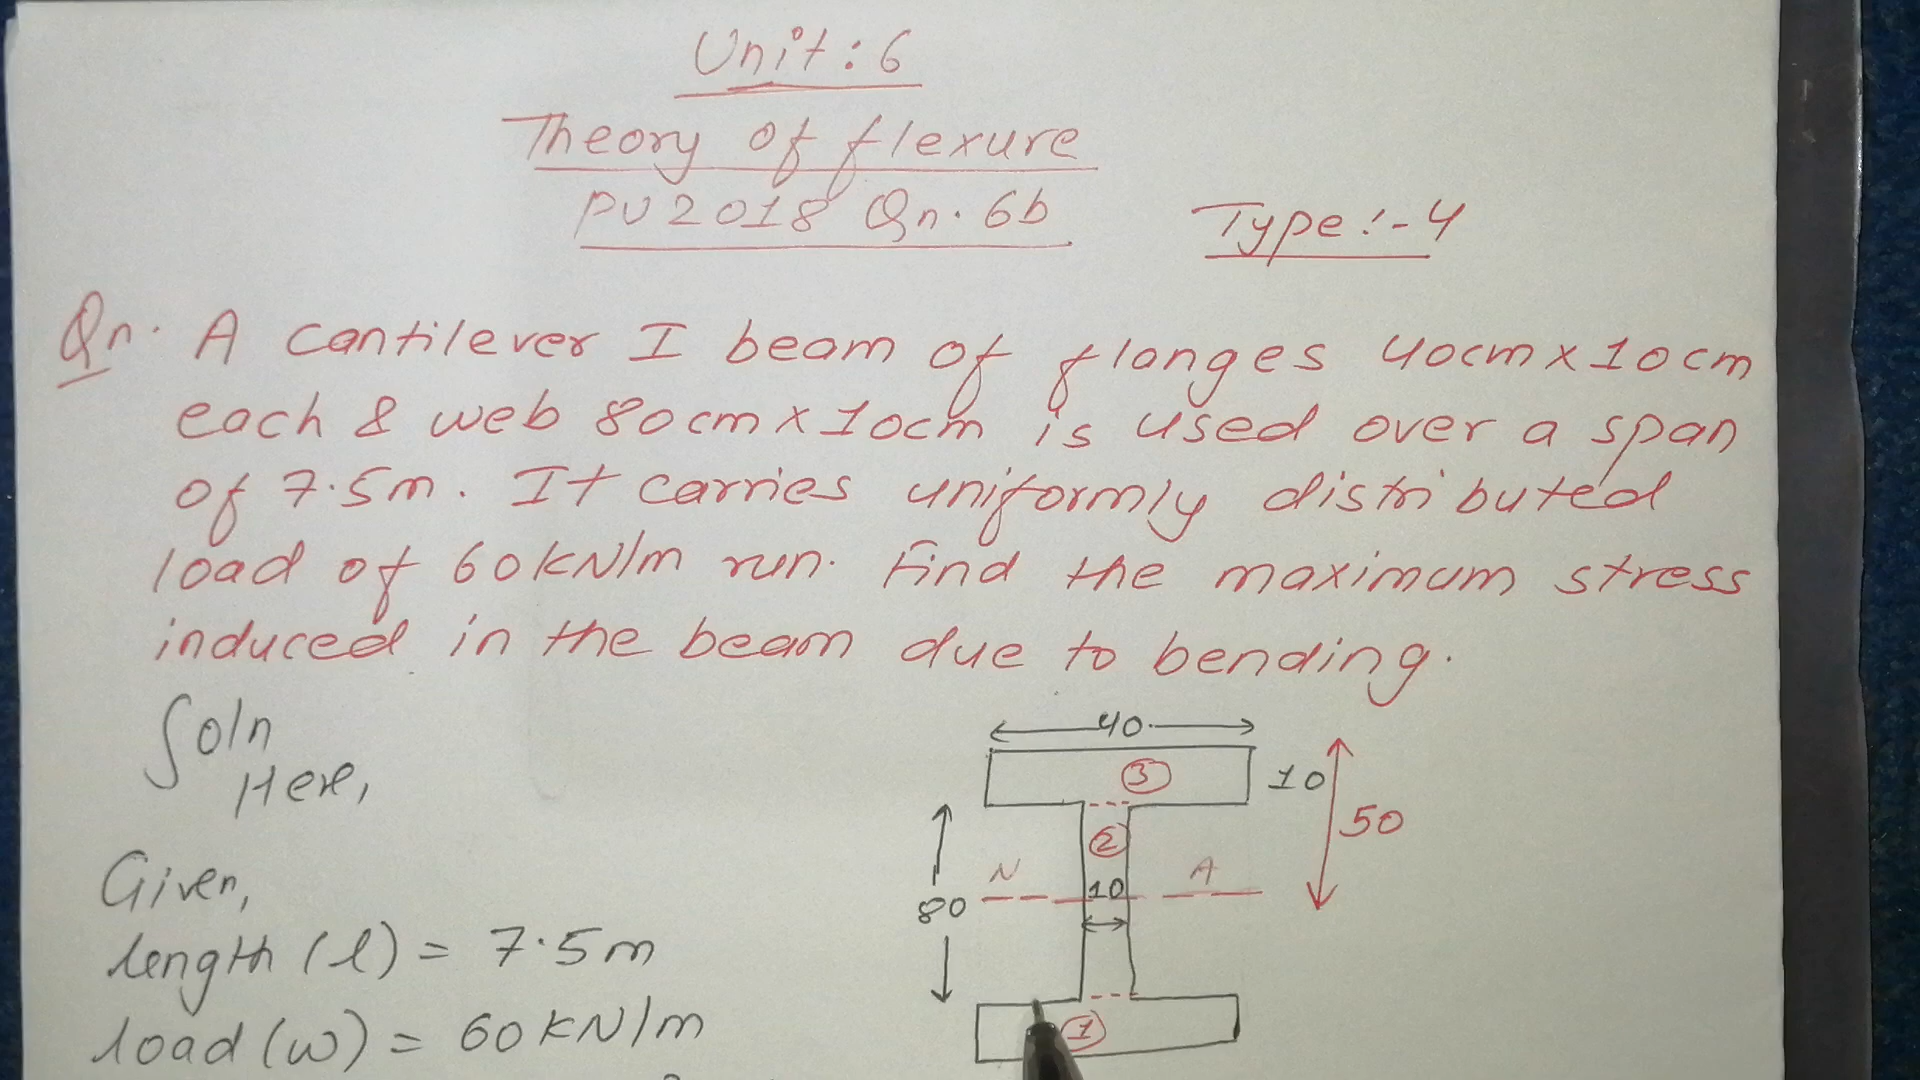 Unit: 6
Theory of flexure
PU 2018 Qn. 6b
Type:-4
Qn. A cantilever I beam of flanges 40cm x 10cm
each & web 80cm x 10cm is used over a span
of 7.5m. It carries uniformly distributed
load of 60kN/m run. Find the maximum stress
induced in the beam due to bending.
Soln
Here,
40
3
10
50
2
N
10
A
80
1
Given,
length (l) = 7.5m
load (w) = 60kN/m